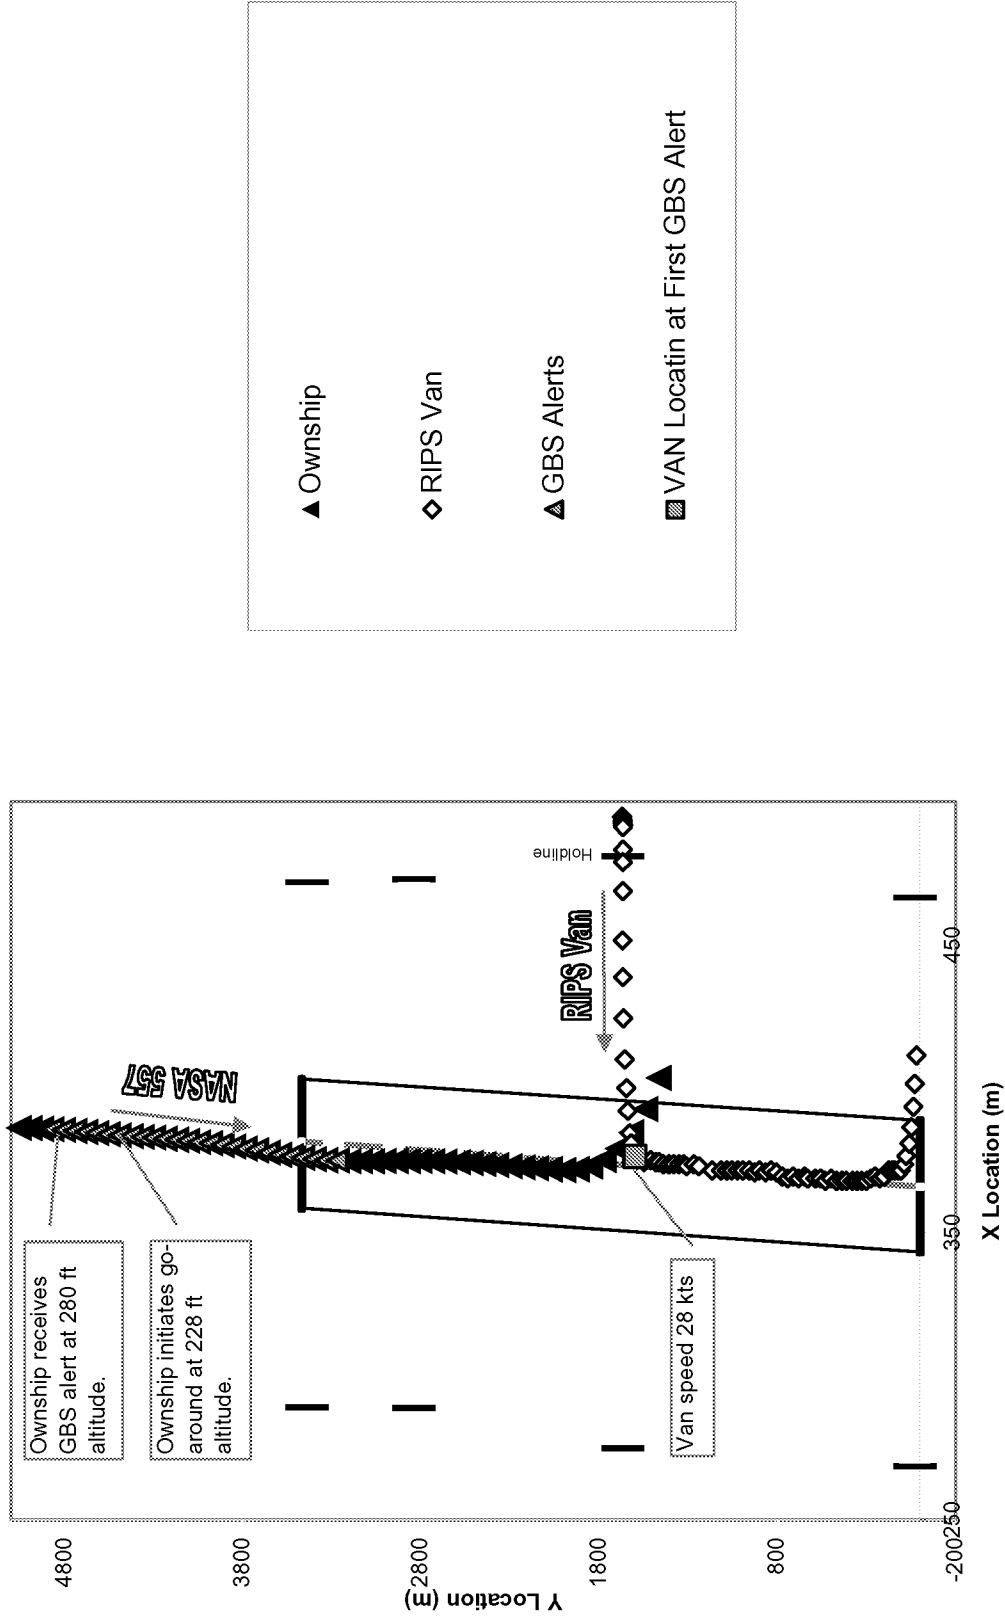 Ownship receives
GBS alert at 280 ft
altitude.
Ownship initiates go-
around at 228 ft
altitude.
NASA 557
RIPS Van
Holdline
Van speed 28 kts
Y Location (m)
4800
3800
2800
1800
800
-200
250
350
450
X Location (m)
Ownship
RIPS Van
GBS Alerts
VAN Locatin at First GBS Alert